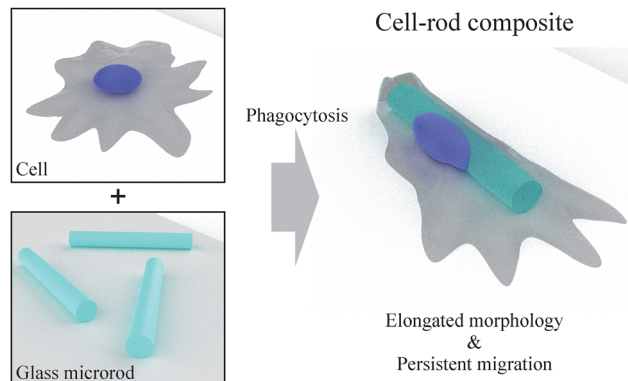 Cell
+
Glass microrod
Phagocytosis
Cell-rod composite
Elongated morphology
&
Persistent migration